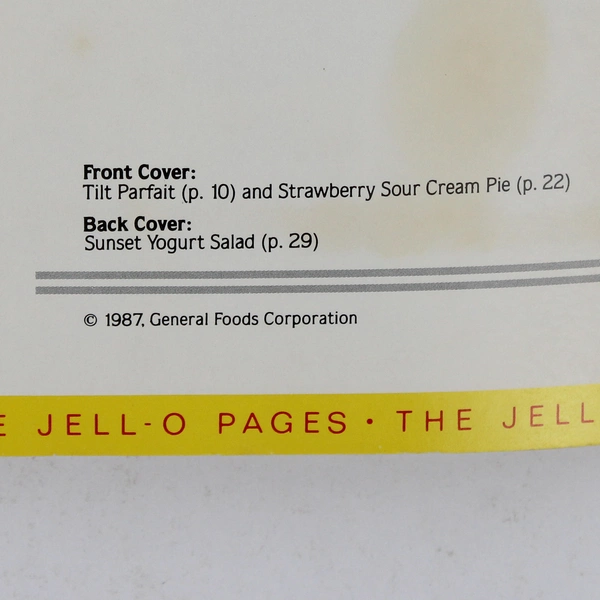 Front Cover:
Tilt Parfait (p. 10) and Strawberry Sour Cream Pie (p. 22)
Back Cover:
Sunset Yogurt Salad (p. 29)
© 1987, General Foods Corporation
E JELL-O PAGES • THE JELL